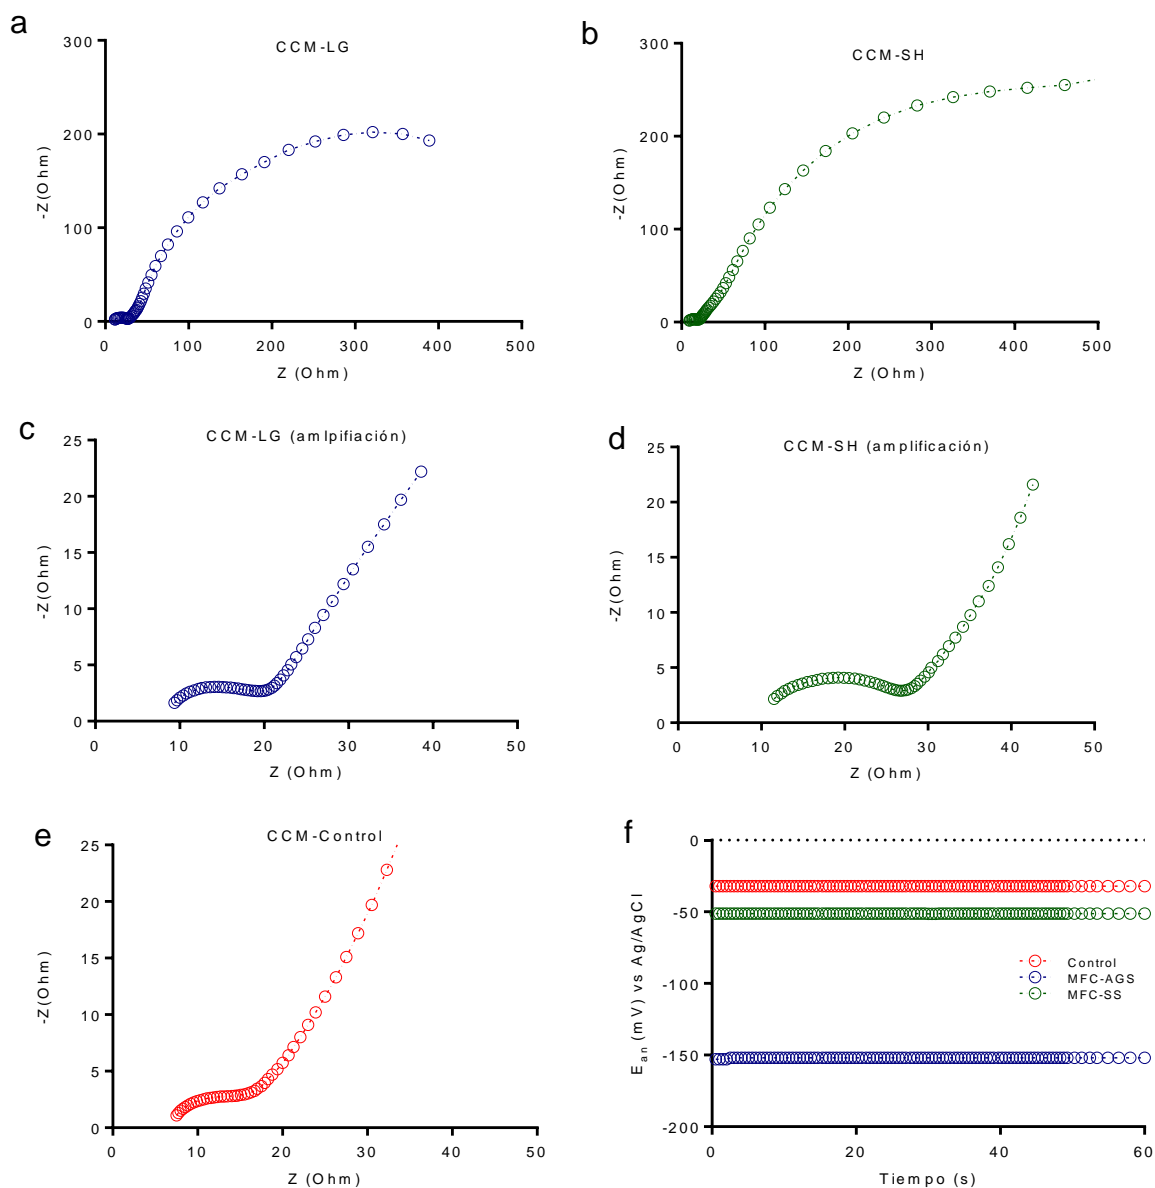 a
CCM-LG
300
200
100
0
-Z(Ohm)
0 100 200 300 400 500
Z (Ohm)
b
CCM-SH
300
200
100
0
-Z(Ohm)
0 100 200 300 400 500
Z (Ohm)
c
CCM-LG (amlpifiación)
25
20
15
10
5
0
-Z(Ohm)
0 10 20 30 40 50
Z (Ohm)
d
CCM-SH (amplificación)
25
20
15
10
5
0
-Z(Ohm)
0 10 20 30 40 50
Z (Ohm)
e
CCM-Control
25
20
15
10
5
0
-Z(Ohm)
0 10 20 30 40 50
Z (Ohm)
f
0
-50
-100
-150
-200
E an (mV) vs Ag/AgCl
Control
MFC-AGS
MFC-SS
0 20 40 60
Tiempo (s)